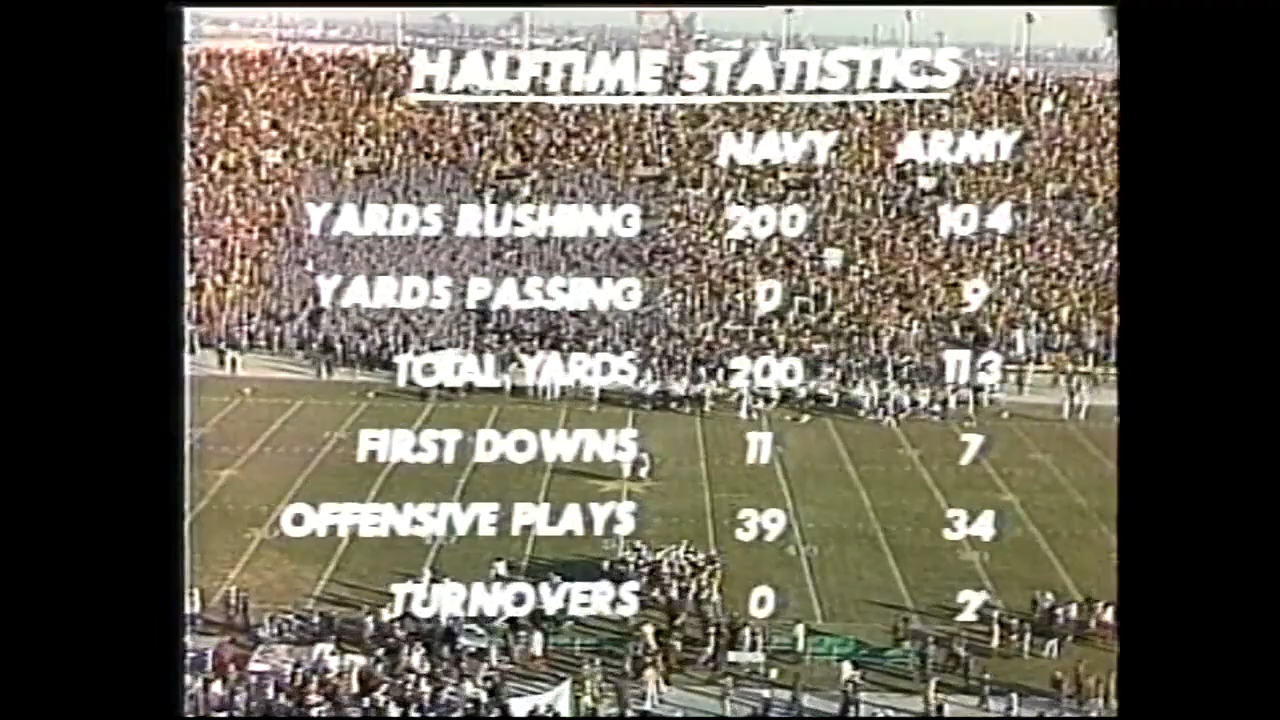 HALFTIME STATISTICS
NAVY ARMY
YARDS RUSHING 200 104
YARDS PASSING 0 9
TOTAL YARDS 200 113
FIRST DOWNS 11 7
OFFENSIVE PLAYS 39 34
TURNOVERS 0 2